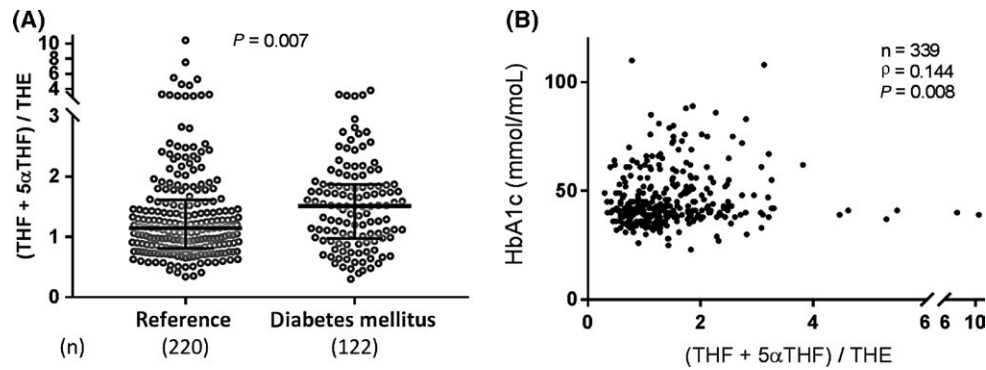 (A)
P = 0.007
(THF + 5αTHF) / THE
10
8
6
4
3
2
1
0
Reference Diabetes mellitus
(n) (220) (122)
(B)
n = 339
ρ = 0.144
P = 0.008
HbA1c (mmol/moL)
100
50
0
0 2 4 6 6 10
(THF + 5αTHF) / THE